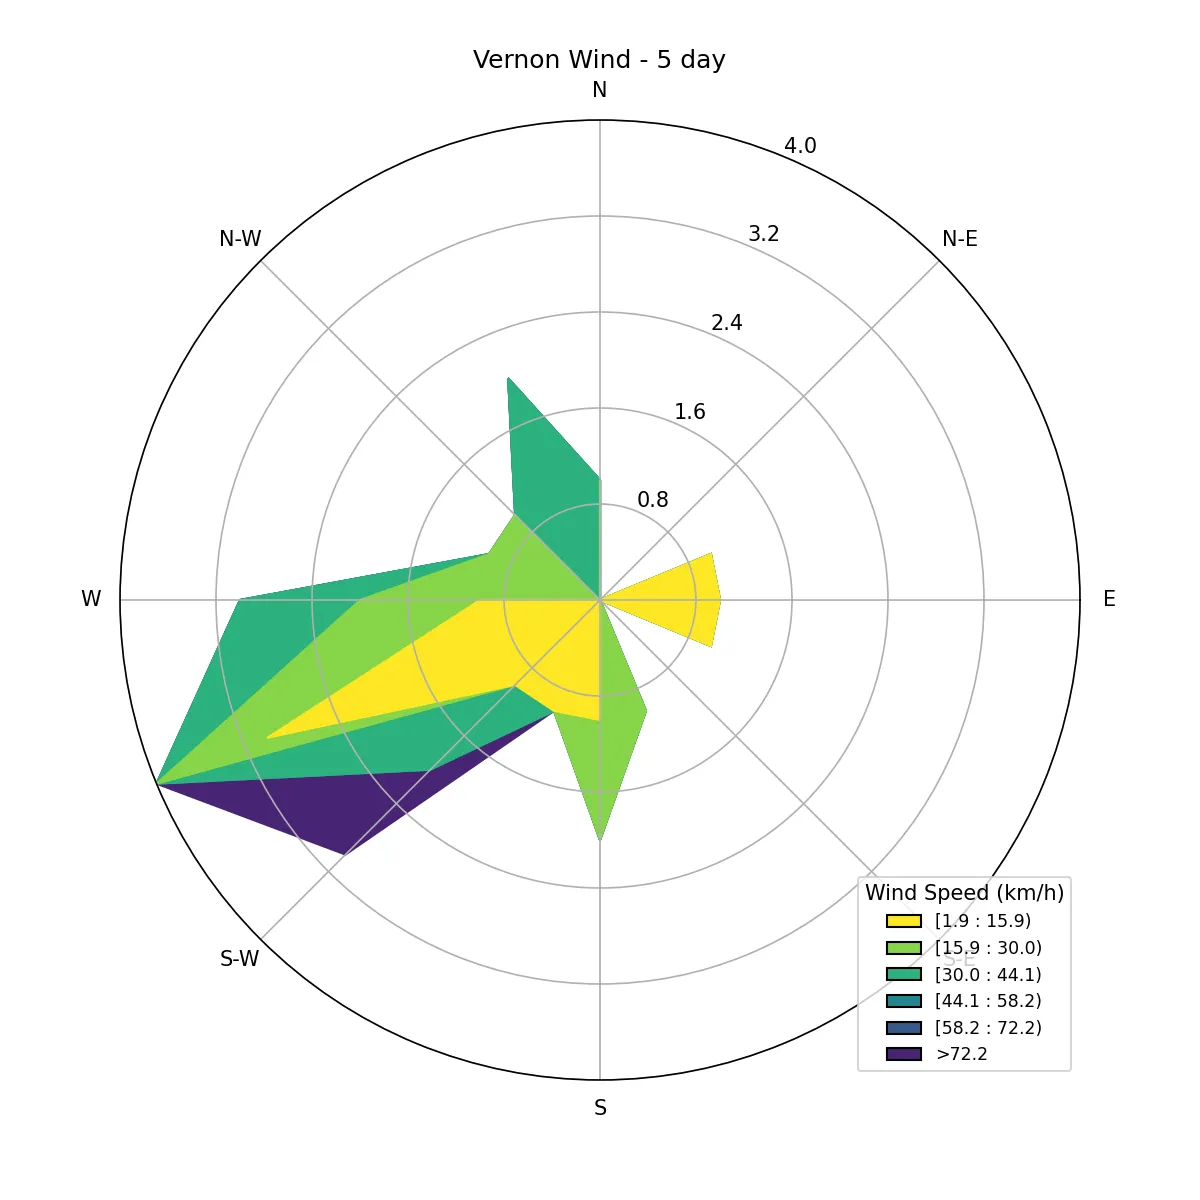 Vernon Wind - 5 day
N
4.0
3.2
N-W
N-E
2.4
1.6
0.8
W
E
Wind Speed (km/h)
[1.9 : 15.9)
[15.9 : 30.0)
S-W
S-E
[30.0 : 44.1)
[44.1 : 58.2)
[58.2 : 72.2)
>72.2
S